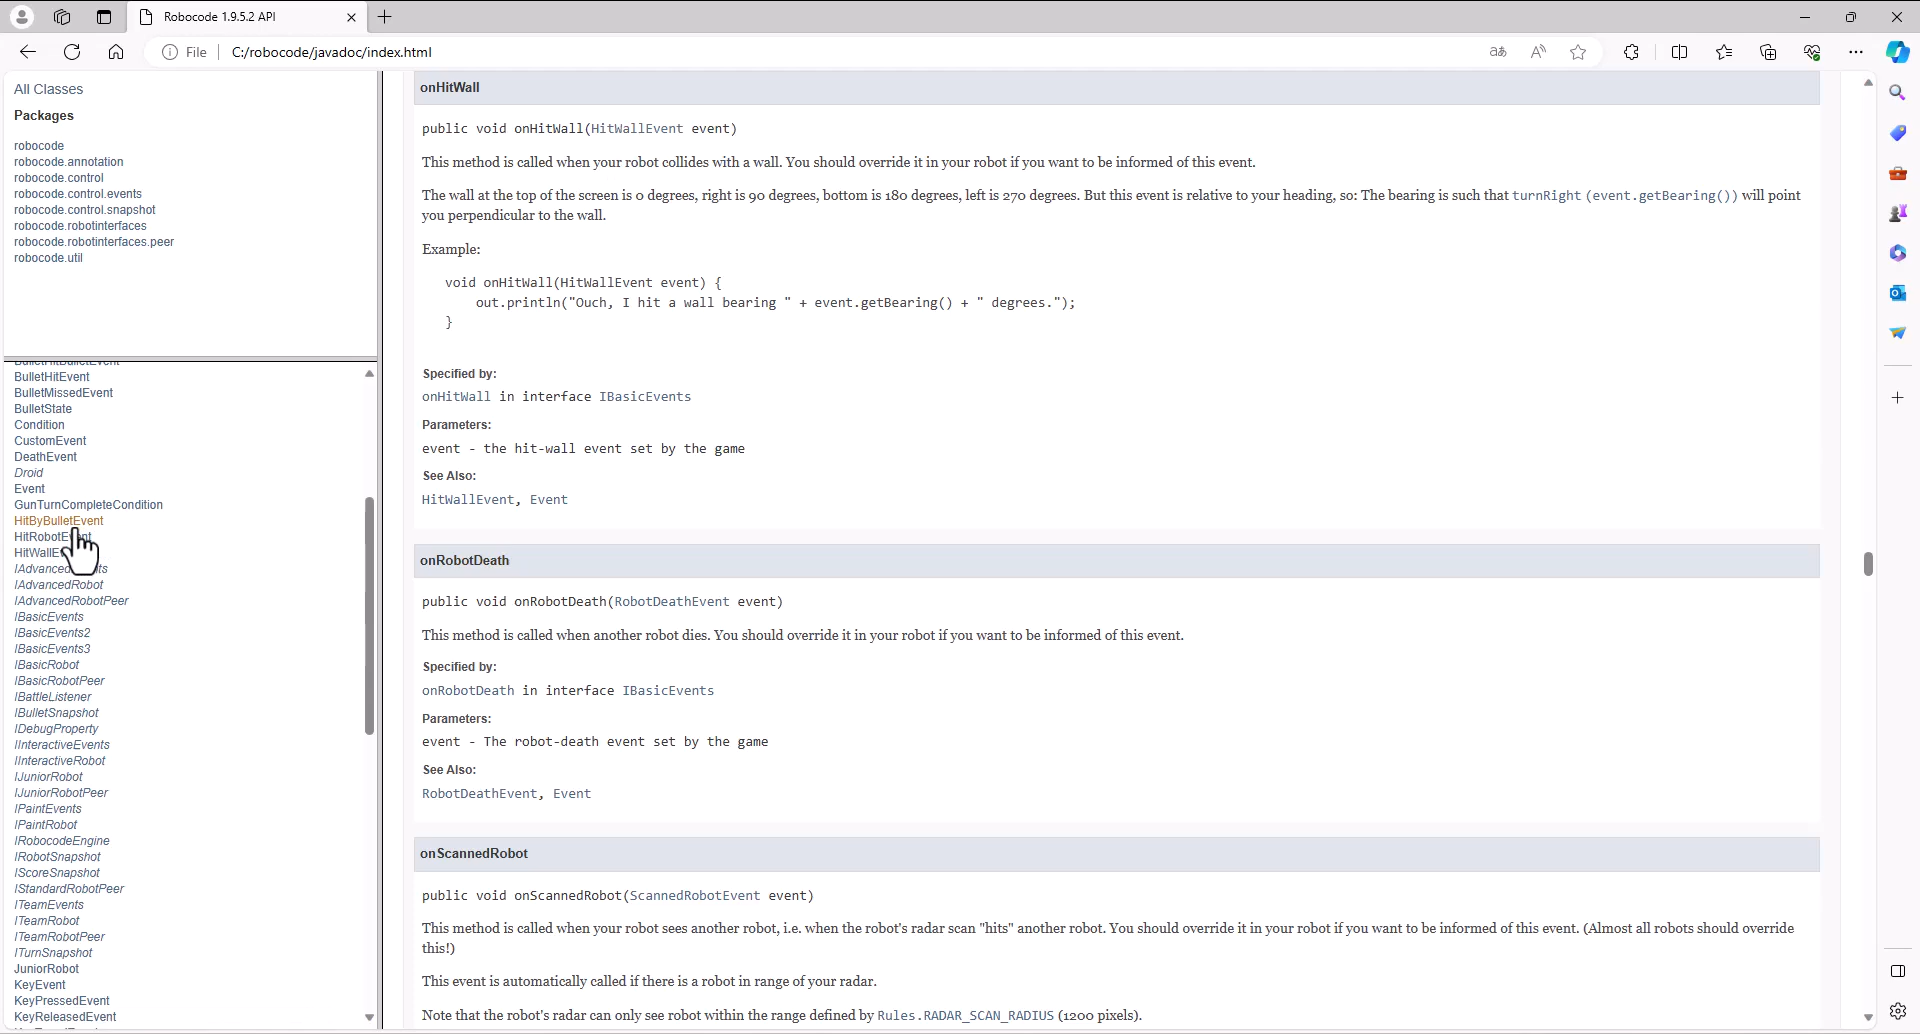 Robocode 1.9.5.2 API
File
C:/robocode/javadoc/index.html
All Classes
Packages
robocode
robocode.annotation
robocode.control
robocode.control.events
robocode.control.snapshot
robocode.robotinterfaces
robocode.robotinterfaces.peer
robocode.util
BulletHitBulletEvent
BulletHitEvent
BulletMissedEvent
BulletState
Condition
CustomEvent
DeathEvent
Droid
Event
GunTurnCompleteCondition
HitByBulletEvent
HitRobotEvent
HitWallE
IAdvanced ts
IAdvancedRobot
IAdvancedRobotPeer
IBasicEvents
IBasicEvents2
IBasicEvents3
IBasicRobot
IBasicRobotPeer
IBattleListener
IBulletSnapshot
IDebugProperty
IInteractiveEvents
IInteractiveRobot
IJuniorRobot
IJuniorRobotPeer
IPaintEvents
IPaintRobot
IRobocodeEngine
IRobotSnapshot
IScoreSnapshot
IStandardRobotPeer
ITeamEvents
ITeamRobot
ITeamRobotPeer
ITurnSnapshot
JuniorRobot
KeyEvent
KeyPressedEvent
KeyReleasedEvent
onHitWall
public void onHitWall(HitWallEvent event)
This method is called when your robot collides with a wall. You should override it in your robot if you want to be informed of this event.
The wall at the top of the screen is 0 degrees, right is 90 degrees, bottom is 180 degrees, left is 270 degrees. But this event is relative to your heading, so: The bearing is such that turnRight (event.getBearing()) will point
you perpendicular to the wall.
Example:
void onHitWall(HitWallEvent event) {
out.println("Ouch, I hit a wall bearing " + event.getBearing() + " degrees.");
}
Specified by:
onHitWall in interface IBasicEvents
Parameters:
event - the hit-wall event set by the game
See Also:
HitWallEvent, Event
onRobotDeath
public void onRobotDeath(RobotDeathEvent event)
This method is called when another robot dies. You should override it in your robot if you want to be informed of this event.
Specified by:
onRobotDeath in interface IBasicEvents
Parameters:
event - The robot-death event set by the game
See Also:
RobotDeathEvent, Event
onScannedRobot
public void onScannedRobot(ScannedRobotEvent event)
This method is called when your robot sees another robot, i.e. when the robot's radar scan "hits" another robot. You should override it in your robot if you want to be informed of this event. (Almost all robots should override
this!)
This event is automatically called if there is a robot in range of your radar.
Note that the robot's radar can only see robot within the range defined by Rules.RADAR_SCAN_RADIUS (1200 pixels).